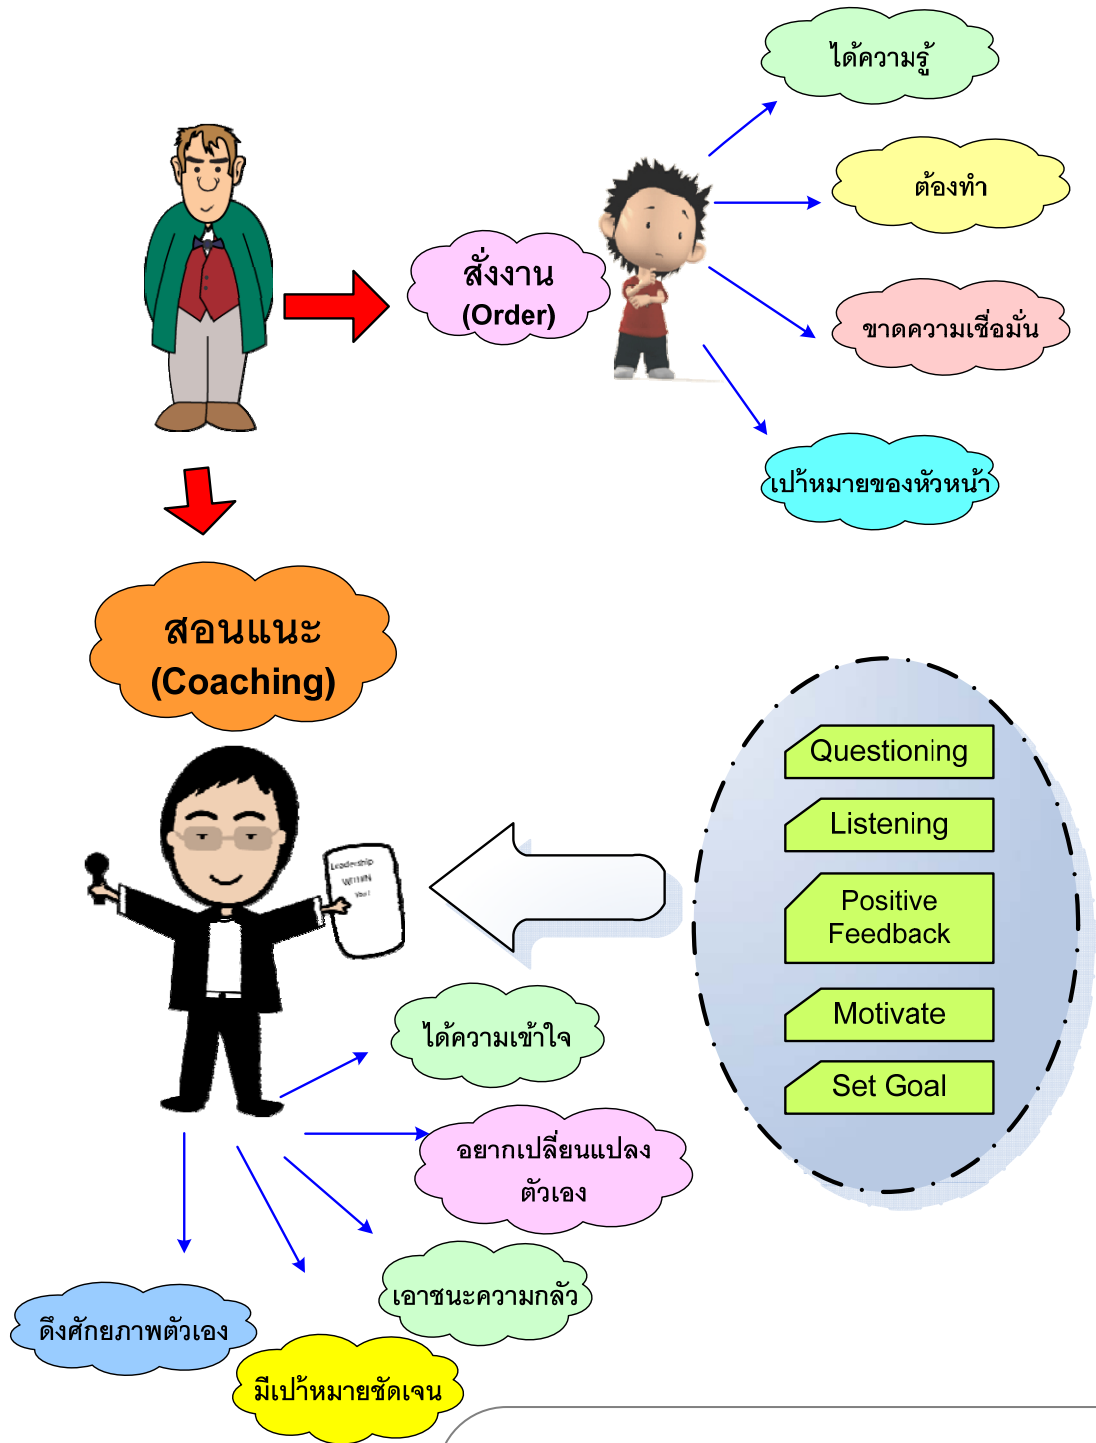 ได้ความรู้
ต้องทำ
สั่งงาน
(Order)
ขาดความเชื่อมั่น
เป้าหมายของหัวหน้า
สอนแนะ
(Coaching)
Questioning
Listening
Positive
Feedback
Motivate
Set Goal
Leadership
WITHIN
You!
ได้ความเข้าใจ
อยากเปลี่ยนแปลง
ตัวเอง
เอาชนะความกลัว
ดึงศักยภาพตัวเอง
มีเป้าหมายชัดเจน